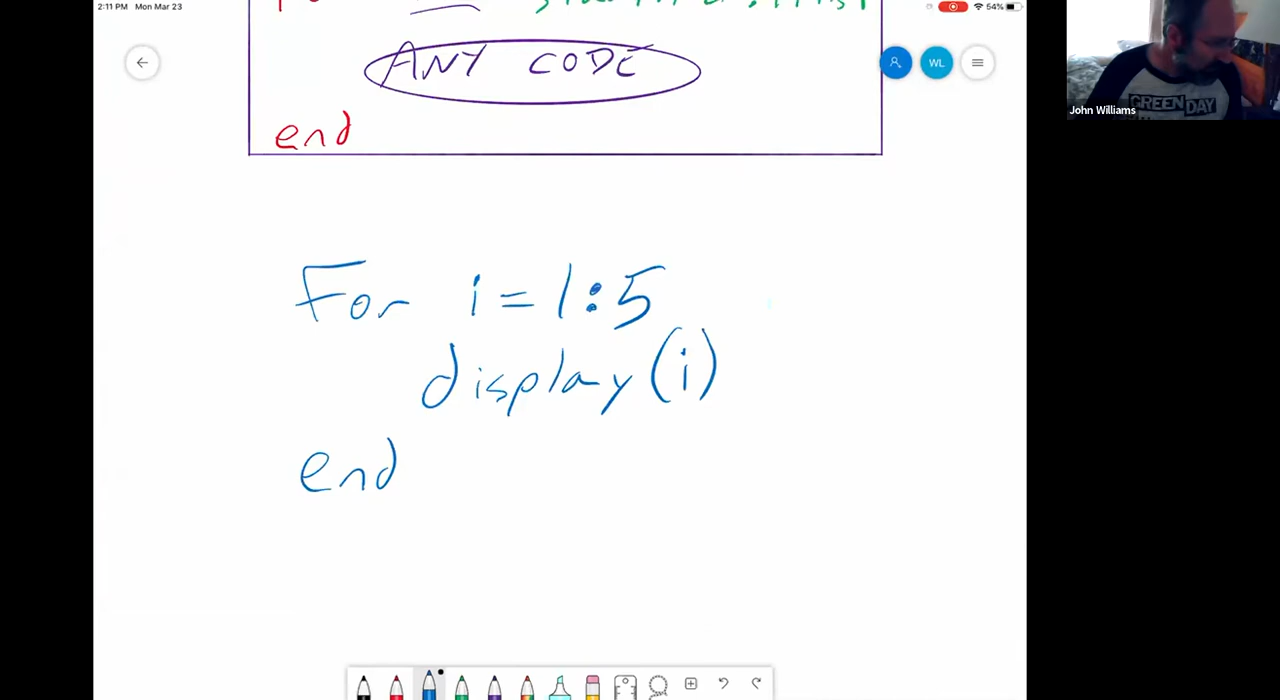 2:11 PM Mon Mar 23
54%
ANY CODE
WL
end
John Williams
GREEN DAY
For i=1:5
display(i)
end